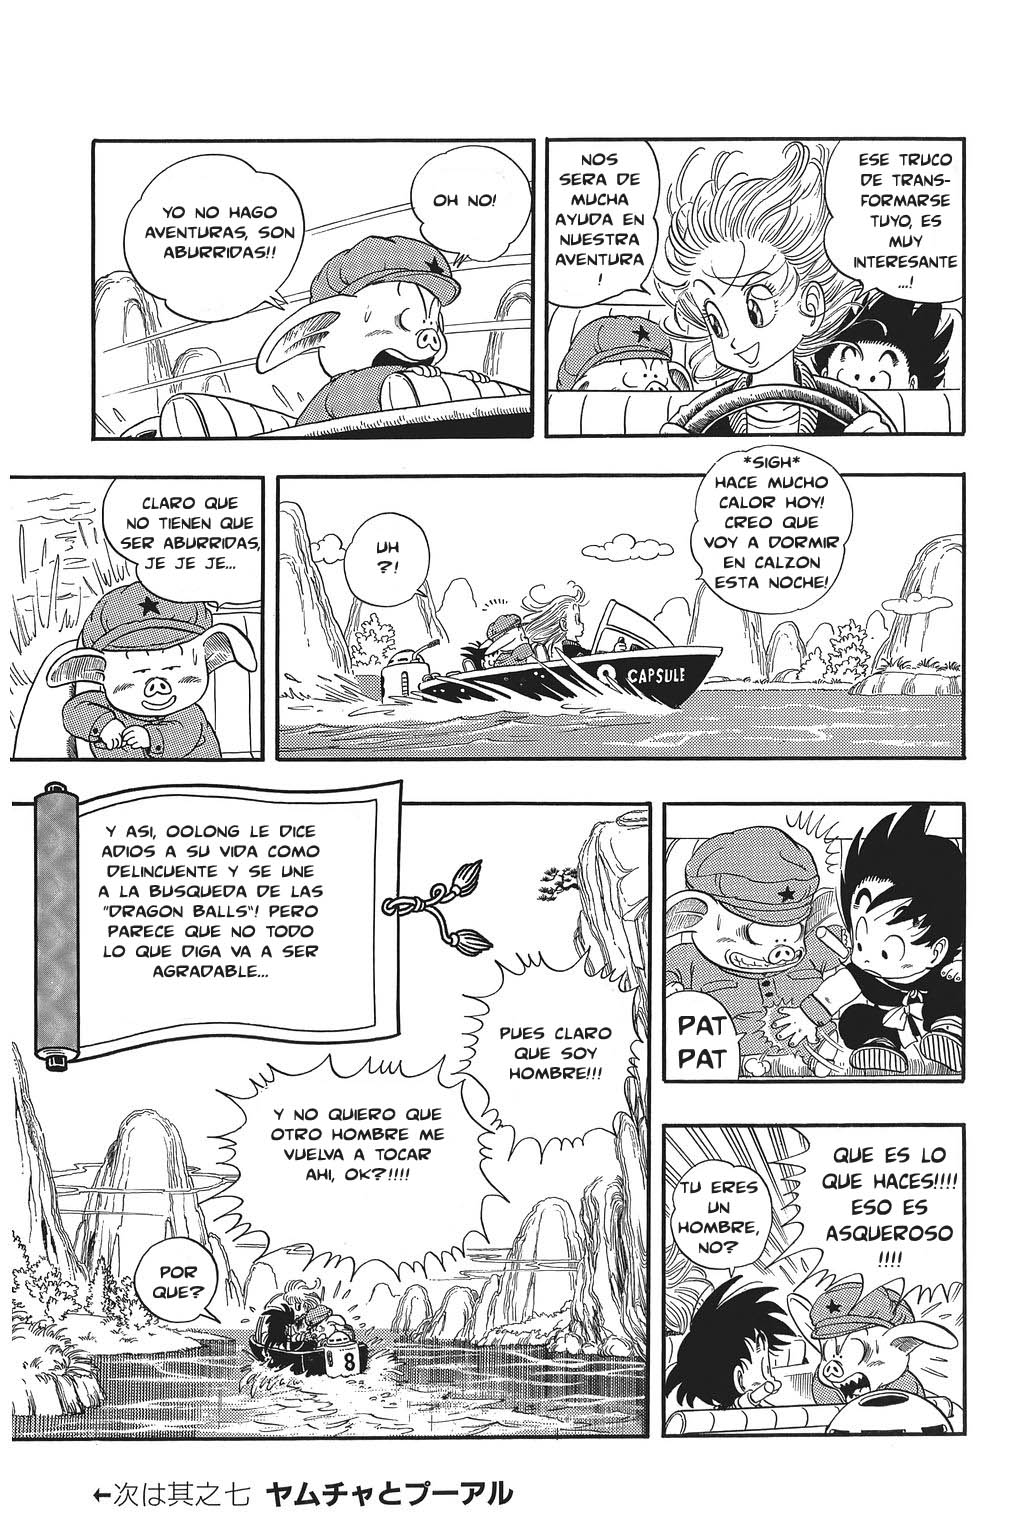 ESE TRUCO
DE TRANS-
FORMARSE
TUYO, ES
MUY
INTERESANTE
...!
NOS
SERA DE
MUCHA
AYUDA EN
NUESTRA
AVENTURA
!
OH NO!
YO NO HAGO
AVENTURAS, SON
ABURRIDAS!!
*SIGH*
HACE MUCHO
CALOR HOY!
CREO QUE
VOY A DORMIR
EN CALZON
ESTA NOCHE!
UH
?!
CAPSULE
CLARO QUE
NO TIENEN QUE
SER ABURRIDAS,
JE JE JE...
PAT
PAT
QUE ES LO
QUE HACES!!!!
ESO ES
ASQUEROSO
!!!!
TU ERES
UN
HOMBRE,
NO?
PUES CLARO
QUE SOY
HOMBRE!!!
Y NO QUIERO QUE
OTRO HOMBRE ME
VUELVA A TOCAR
AHI, OK?!!!!
POR
QUE?
8
Y ASI, OOLONG LE DICE
ADIOS A SU VIDA COMO
DELINCUENTE Y SE UNE
A LA BUSQUEDA DE LAS
"DRAGON BALLS"! PERO
PARECE QUE NO TODO
LO QUE DIGA VA A SER
AGRADABLE...
←次は其之七 ヤムチャとプーアル